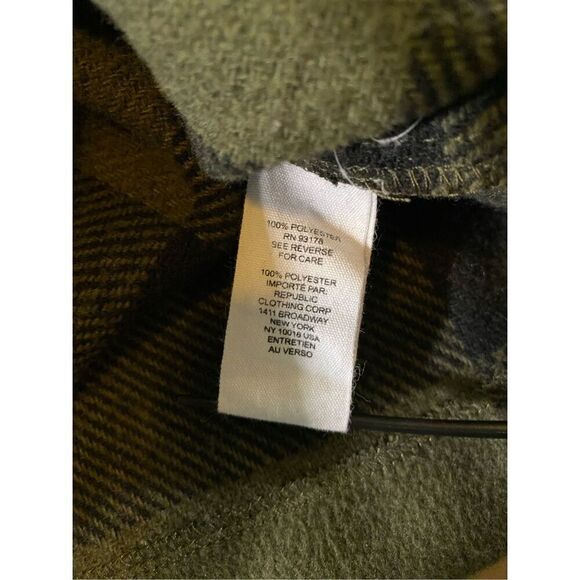 100% POLYESTER
RN 93178
SEE REVERSE
FOR CARE
100% POLYESTER
IMPORTÉ PAR:
REPUBLIC
CLOTHING CORP
1411 BROADWAY
NEW YORK
NY 10018 USA
ENTRETIEN
AU VERSO